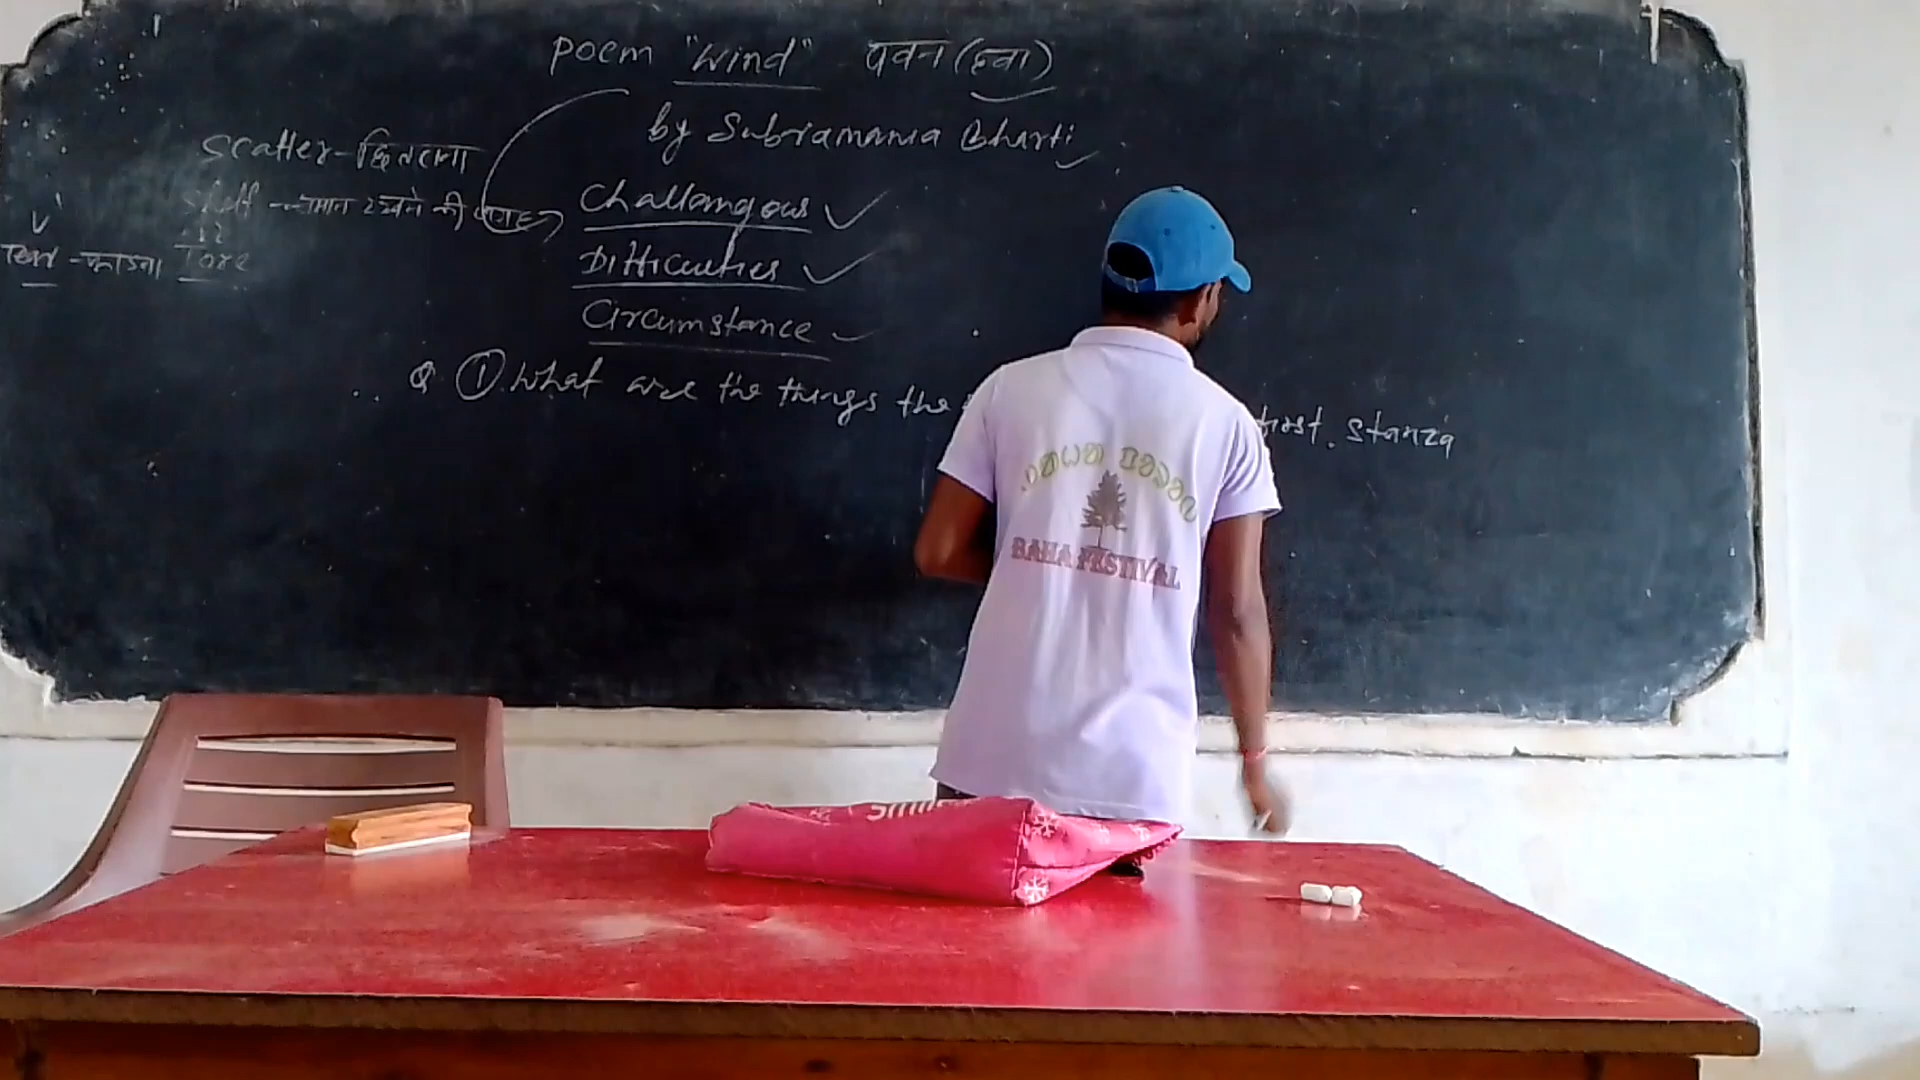 Poem "Wind" पवन (हवा)
by Subramania Bharti
Scatter - छितराना
Shelf - सामान रखने की जगह
Challangous
Difficulties
Circumstance
Tear - फाड़ना Tore
Q ① What are the things the first stanza
BAHA FESTIVAL